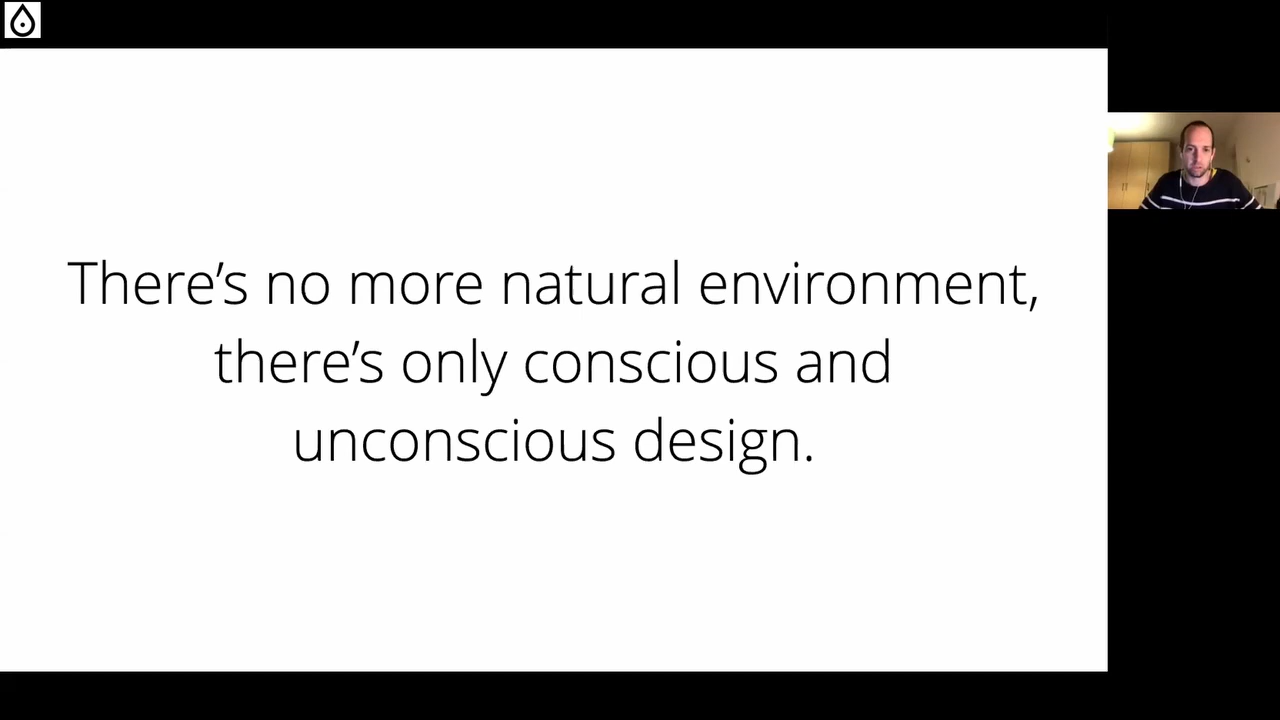 There’s no more natural environment,
there’s only conscious and
unconscious design.